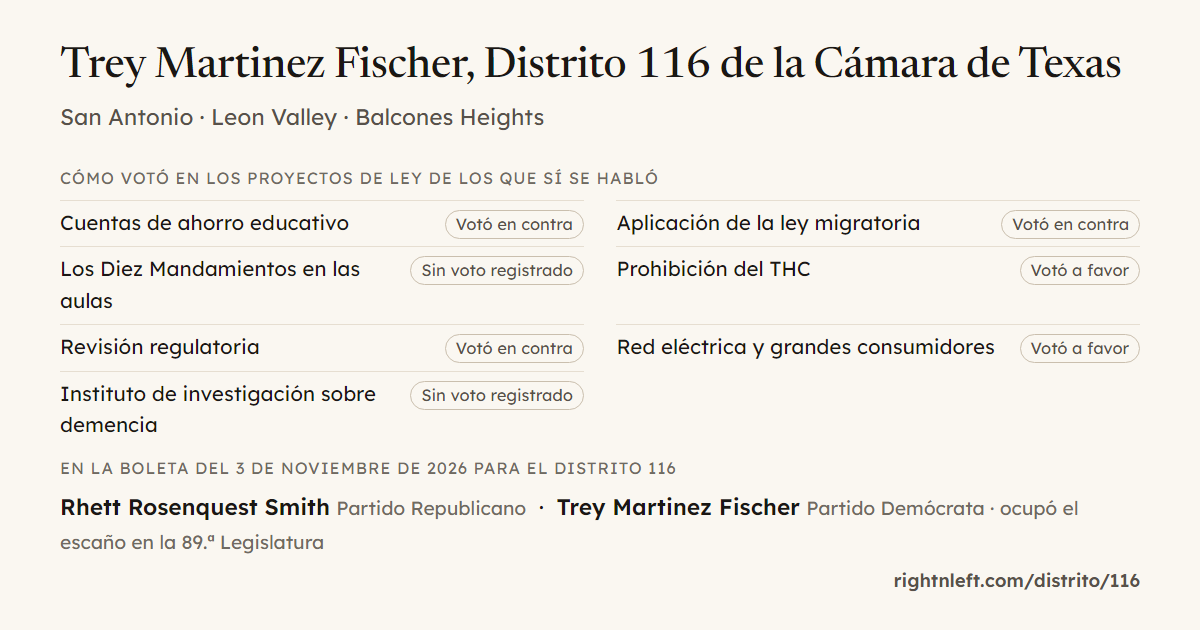 Trey Martinez Fischer, Distrito 116 de la Cámara de Texas
San Antonio · Leon Valley · Balcones Heights
CÓMO VOTÓ EN LOS PROYECTOS DE LEY DE LOS QUE SÍ SE HABLÓ
Cuentas de ahorro educativo Votó en contra
Aplicación de la ley migratoria Votó en contra
Los Diez Mandamientos en las
aulas
Sin voto registrado
Prohibición del THC Votó a favor
Revisión regulatoria Votó en contra
Red eléctrica y grandes consumidores Votó a favor
Instituto de investigación sobre
demencia
Sin voto registrado
EN LA BOLETA DEL 3 DE NOVIEMBRE DE 2026 PARA EL DISTRITO 116
Rhett Rosenquest Smith Partido Republicano · Trey Martinez Fischer Partido Demócrata · ocupó el
escaño en la 89.ª Legislatura
rightnleft.com/distrito/116